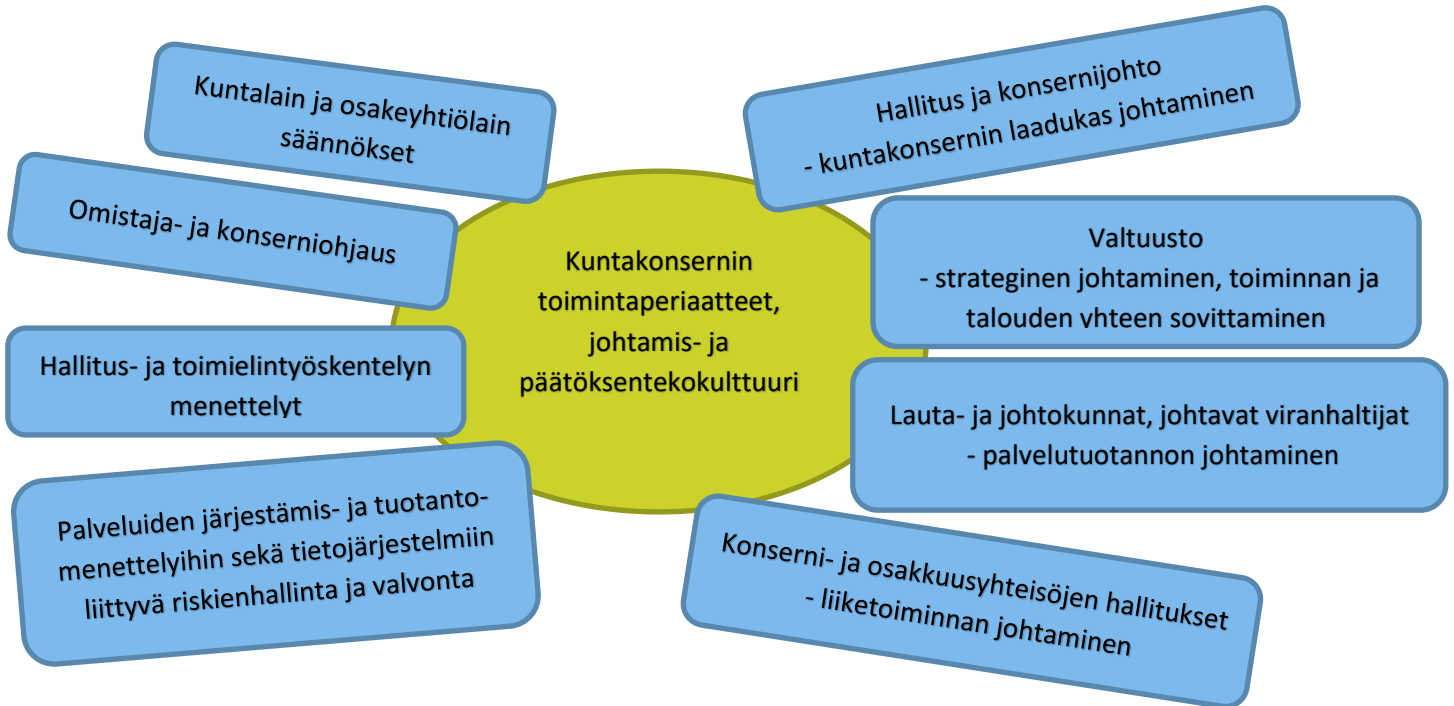 Kuntalain ja osakeyhtiölain
säännökset
Omistaja- ja konserniohjaus
Hallitus- ja toimielintyöskentelyn
menettelyt
Palveluiden järjestämis- ja tuotanto-
menettelyihin sekä tietojärjestelmiin
liittyvä riskienhallinta ja valvonta
Kuntakonsernin
toimintaperiaatteet,
johtamis- ja
päätöksentekokulttuuri
Hallitus ja konsernijohto
- kuntakonsernin laadukas johtaminen
Valtuusto
- strateginen johtaminen, toiminnan ja
talouden yhteen sovittaminen
Lauta- ja johtokunnat, johtavat viranhaltijat
- palvelutuotannon johtaminen
Konserni- ja osakkuusyhteisöjen hallitukset
- liiketoiminnan johtaminen